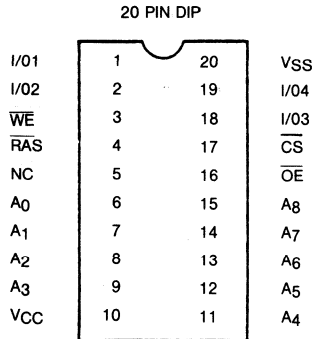 20 PIN DIP
I/01 1 20 VSS
I/02 2 19 I/04
WE 3 18 I/03
RAS 4 17 CS
NC 5 16 OE
A0 6 15 A8
A1 7 14 A7
A2 8 13 A6
A3 9 12 A5
VCC 10 11 A4